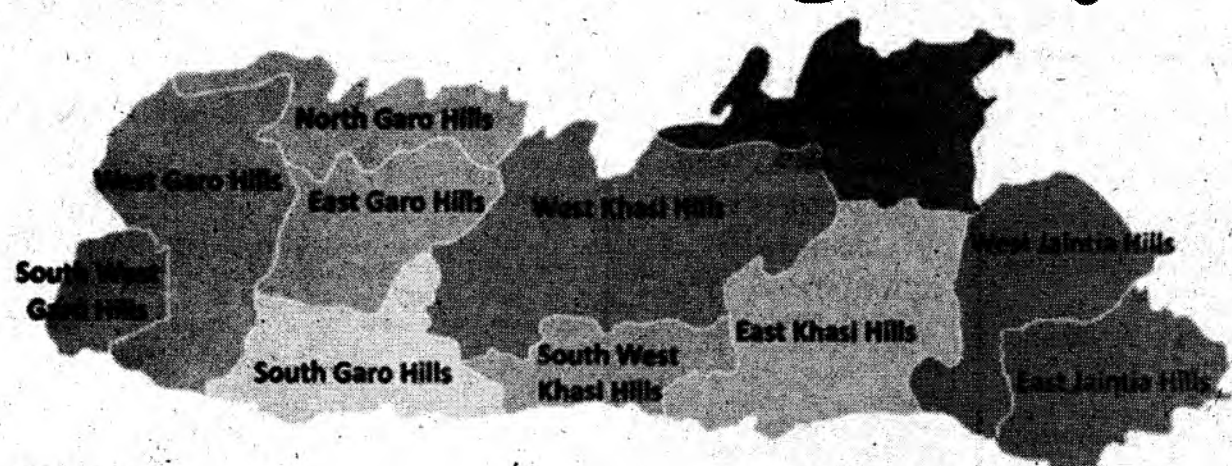 North Garo Hills
West Garo Hills
East Garo Hills
West Khasi Hills
West Jaintia Hills
South West
Garo Hills
East Khasi Hills
South Garo Hills
South West
Khasi Hills
East Jaintia Hills